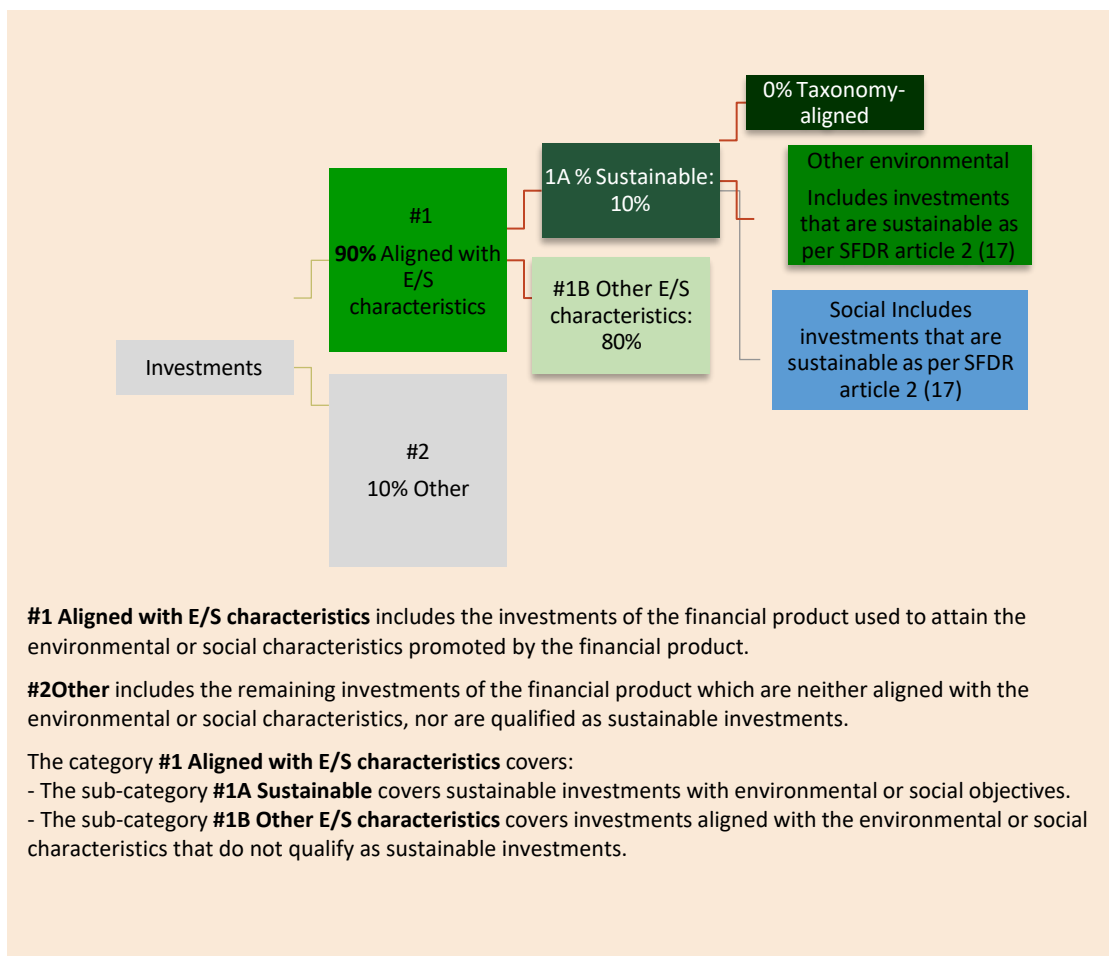 0% Taxonomy-
aligned
Other environmental
Includes investments
that are sustainable as
per SFDR article 2 (17)
1A % Sustainable:
10%
#1
90% Aligned with
E/S
characteristics
#1B Other E/S
characteristics:
80%
Social Includes
investments that are
sustainable as per SFDR
article 2 (17)
Investments
#2
10% Other
#1 Aligned with E/S characteristics includes the investments of the financial product used to attain the
environmental or social characteristics promoted by the financial product.
#2Other includes the remaining investments of the financial product which are neither aligned with the
environmental or social characteristics, nor are qualified as sustainable investments.
The category #1 Aligned with E/S characteristics covers:
- The sub-category #1A Sustainable covers sustainable investments with environmental or social objectives.
- The sub-category #1B Other E/S characteristics covers investments aligned with the environmental or social
characteristics that do not qualify as sustainable investments.